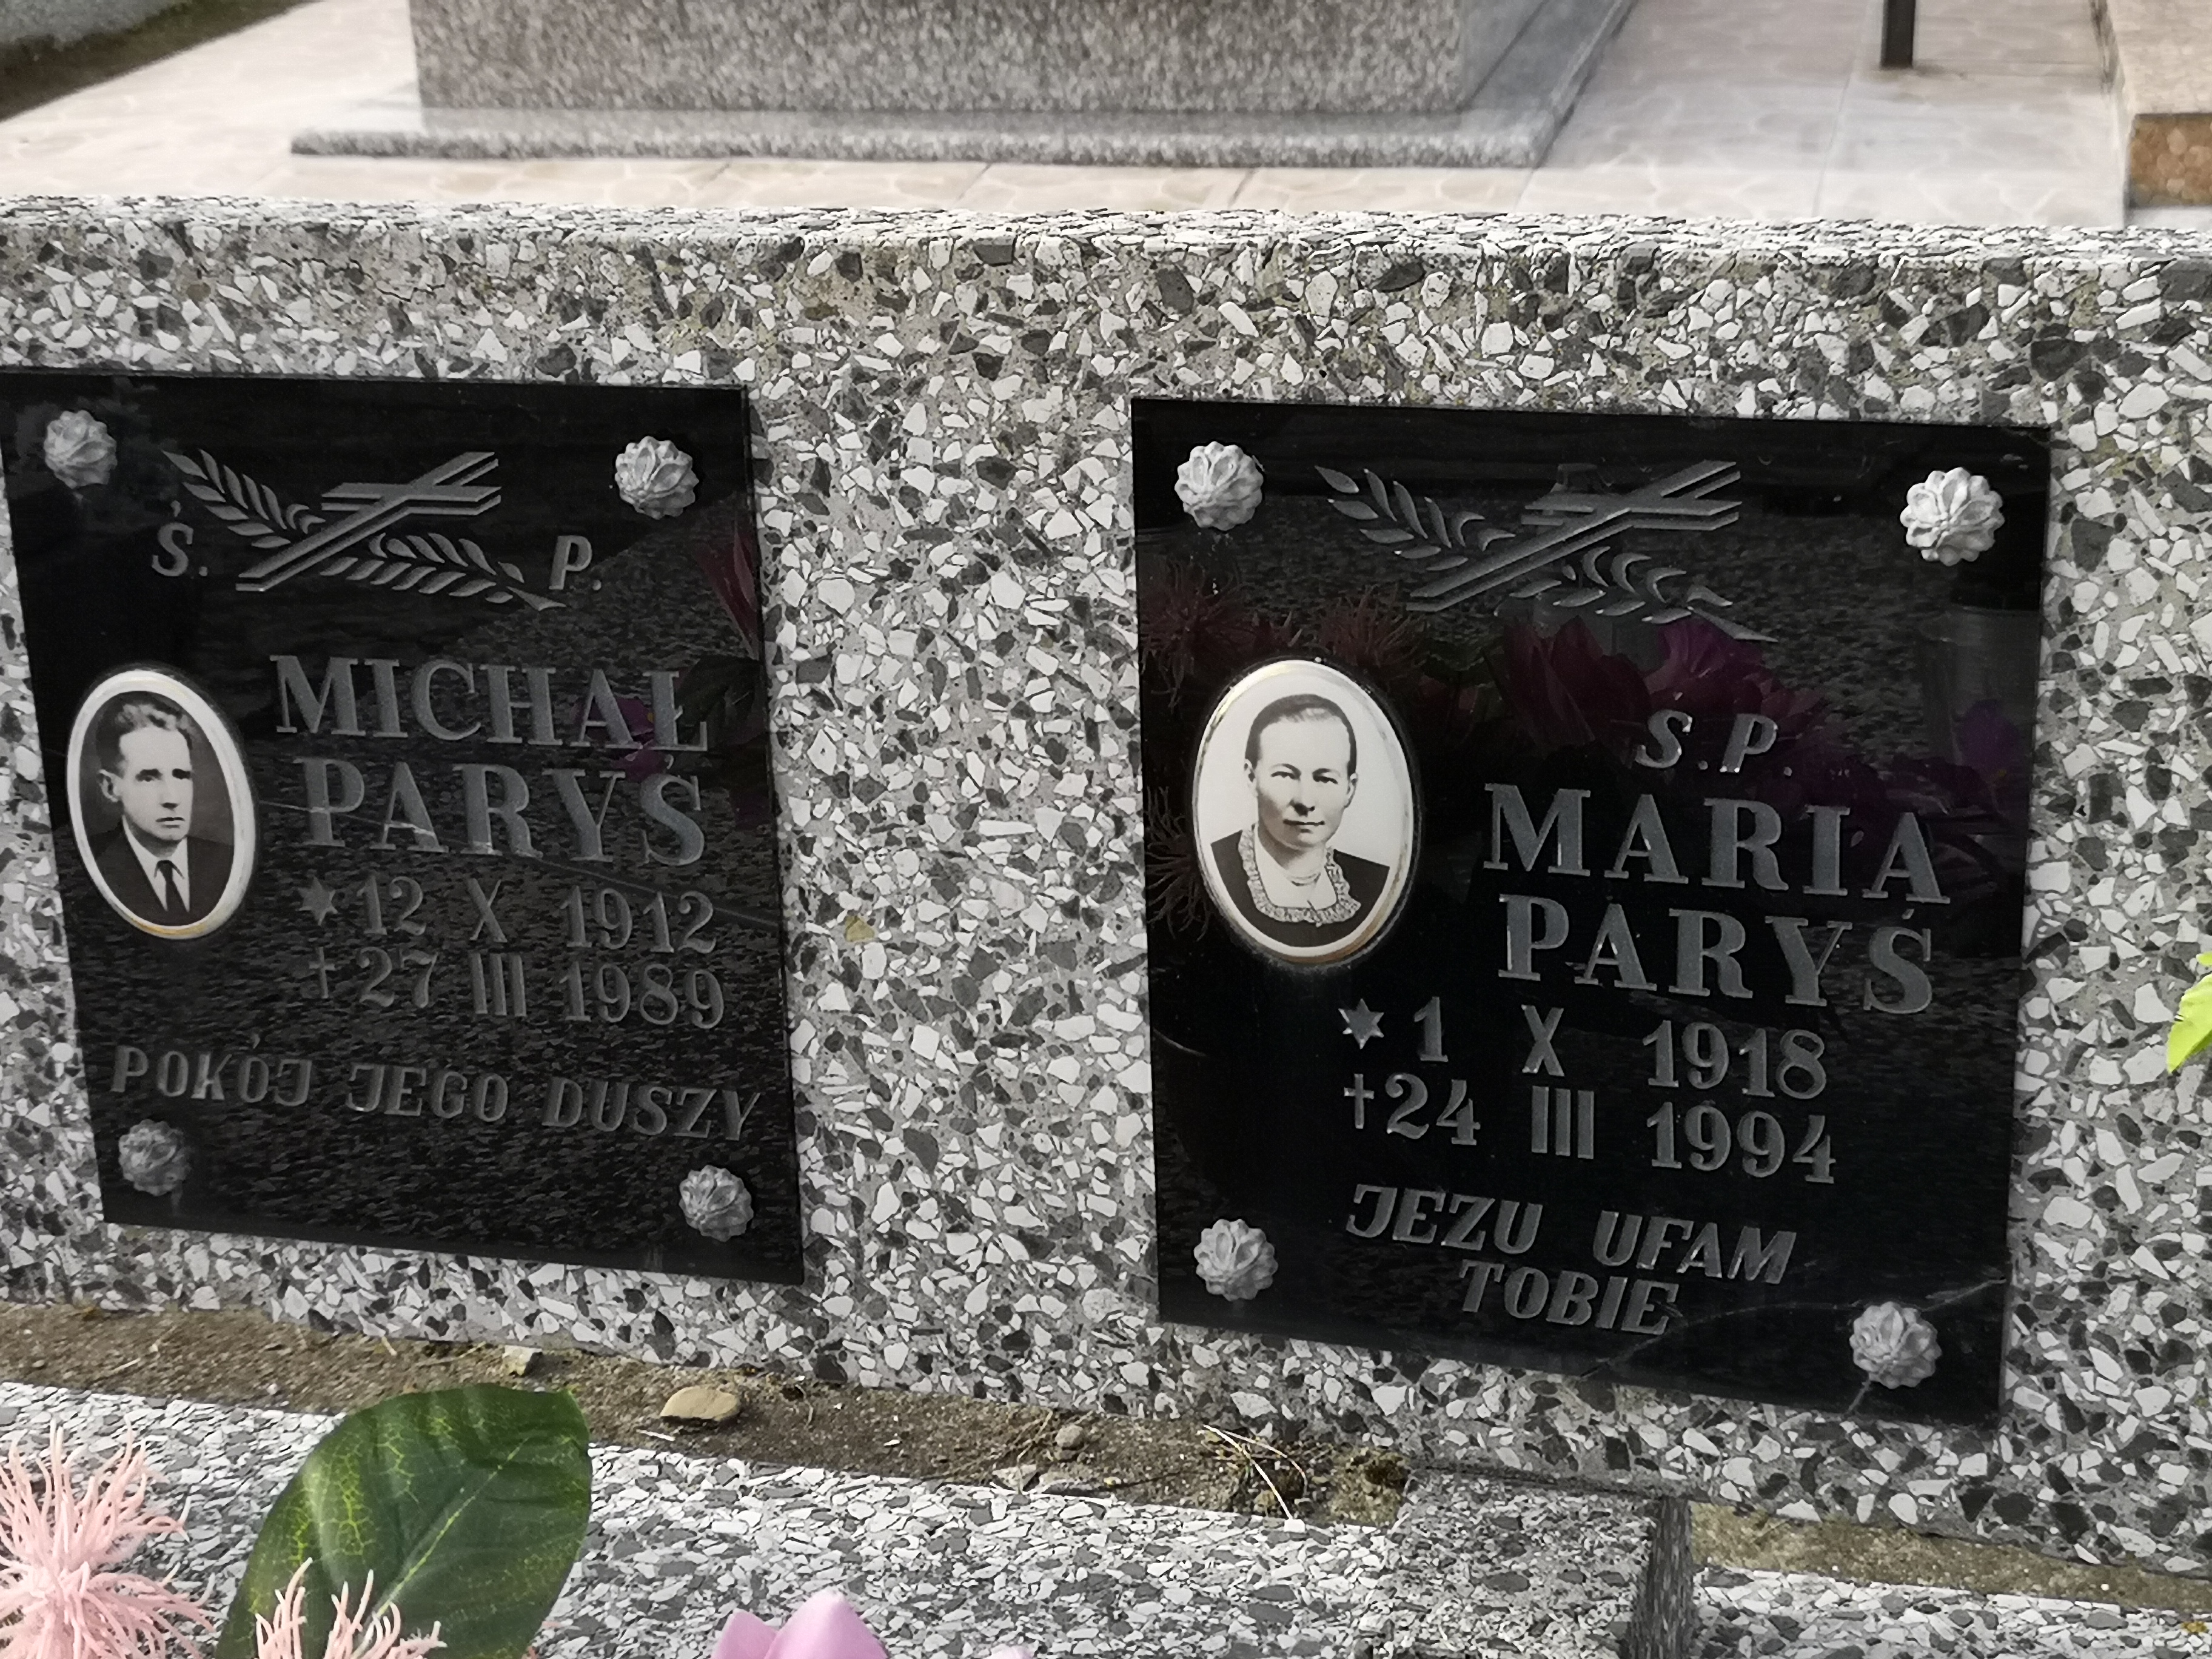 Ś. P.
MICHAŁ
PARYŚ
* 12 X 1912
† 27 III 1989
POKÓJ JEGO DUSZY
Ś.P.
MARIA
PARYŚ
* 1 X 1918
† 24 III 1994
JEZU UFAM
TOBIE